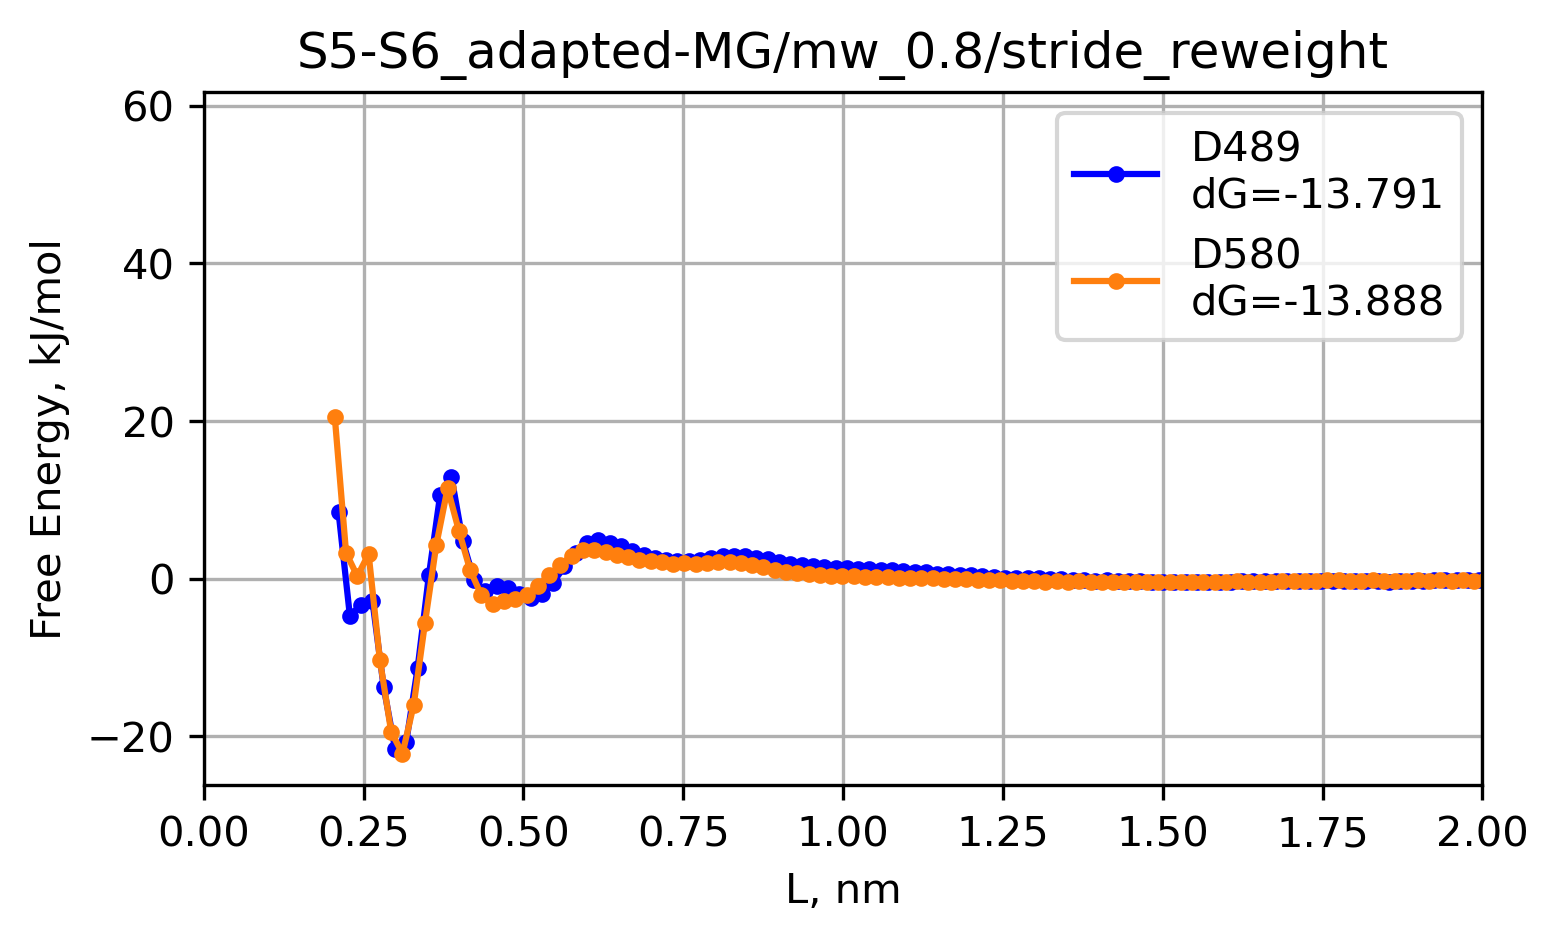 S5-S6_adapted-MG/mw_0.8/stride_reweight
60
40
20
0
−20
Free Energy, kJ/mol
D489
dG=-13.791
D580
dG=-13.888
0.00 0.25 0.50 0.75 1.00 1.25 1.50 1.75 2.00
L, nm